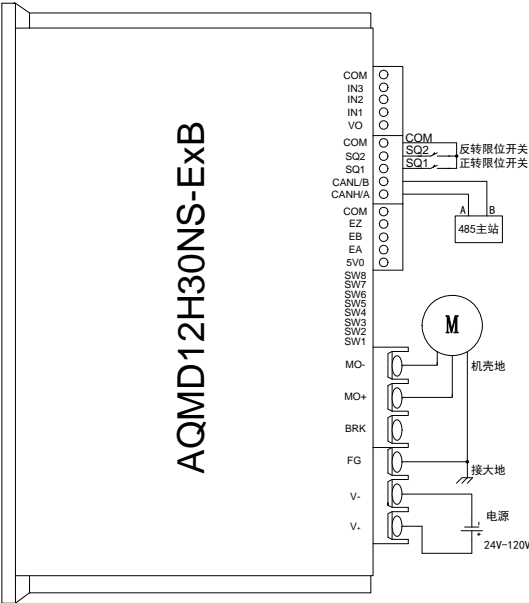 AQMD12H30NS-ExB
COM
IN3
IN2
IN1
VO
COM
SQ2
SQ1
CANL/B
CANH/A
COM
EZ
EB
EA
5V0
SW8
SW7
SW6
SW5
SW4
SW3
SW2
SW1
MO-
MO+
BRK
FG
V-
V+
COM
SQ2 反转限位开关
SQ1 正转限位开关
A B
485主站
M
机壳地
接大地
电源
- +
24V-120V